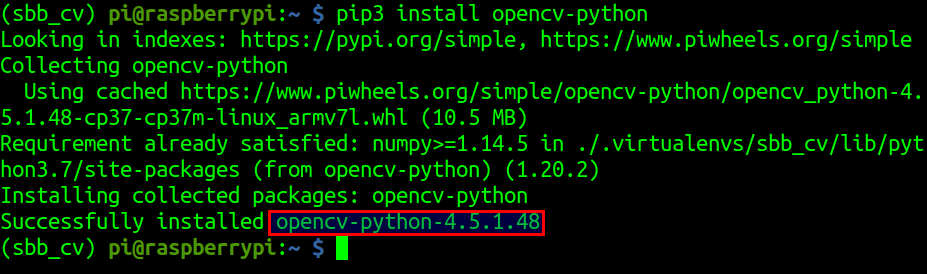 (sbb_cv) pi@raspberrypi:~ $ pip3 install opencv-python
Looking in indexes: https://pypi.org/simple, https://www.piwheels.org/simple
Collecting opencv-python
  Using cached https://www.piwheels.org/simple/opencv-python/opencv_python-4.
5.1.48-cp37-cp37m-linux_armv7l.whl (10.5 MB)
Requirement already satisfied: numpy>=1.14.5 in ./.virtualenvs/sbb_cv/lib/pyt
hon3.7/site-packages (from opencv-python) (1.20.2)
Installing collected packages: opencv-python
Successfully installed opencv-python-4.5.1.48
(sbb_cv) pi@raspberrypi:~ $